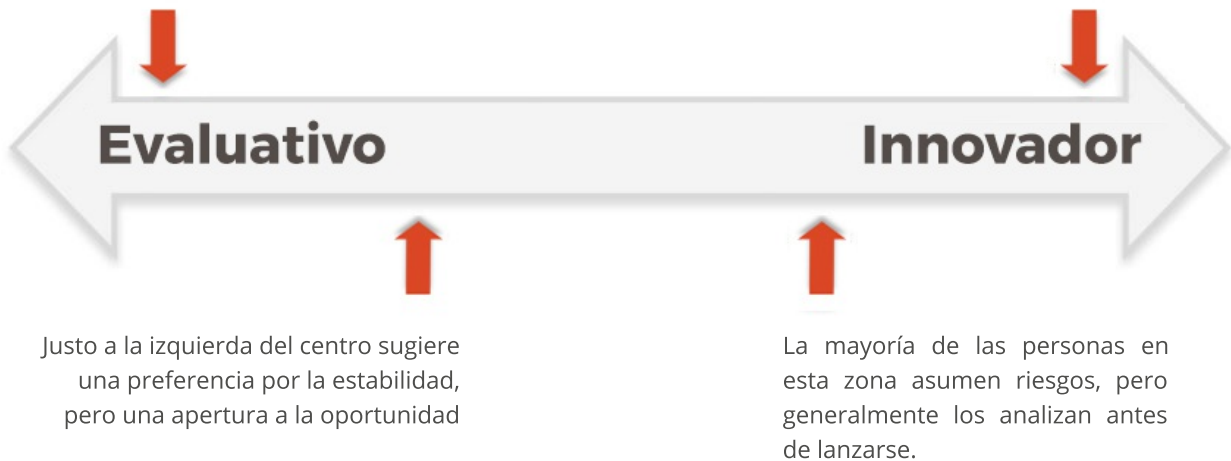 Evaluativo
Innovador
Justo a la izquierda del centro sugiere
una preferencia por la estabilidad,
pero una apertura a la oportunidad
La mayoría de las personas en
esta zona asumen riesgos, pero
generalmente los analizan antes
de lanzarse.